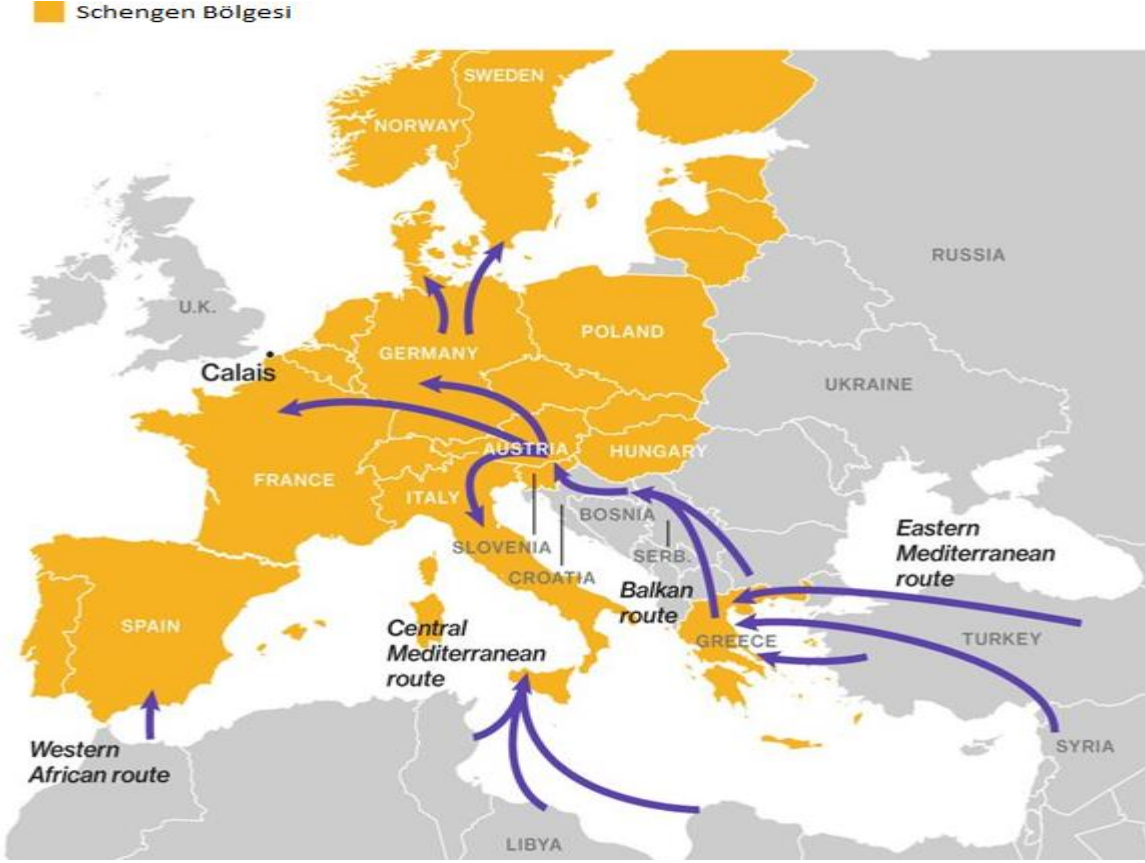 Schengen Bölgesi
SWEDEN
NORWAY
RUSSIA
U.K.
POLAND
GERMANY
Calais
UKRAINE
AUSTRIA
HUNGARY
FRANCE
ITALY
BOSNIA
SLOVENIA
SERB.
CROATIA
Eastern
Mediterranean
route
Balkan
route
SPAIN
Central
Mediterranean
route
GREECE
TURKEY
Western
African route
SYRIA
LIBYA